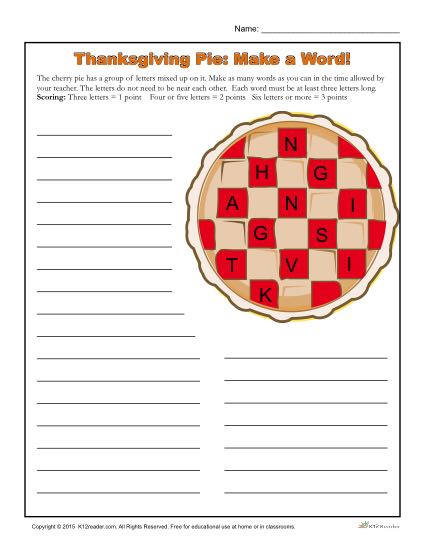 Name:
Thanksgiving Pie: Make a Word!
The cherry pie has a group of letters mixed up on it. Make as many words as you can in the time allowed by
your teacher. The letters do not need to be near each other. Each word must be at least three letters long.
Scoring: Three letters = 1 point Four or five letters = 2 points Six letters or more = 3 points
N
H G
A N I
G S
T V I
K
Copyright © 2015 K12reader.com. All Rights Reserved. Free for educational use at home or in classrooms.
K12Reader